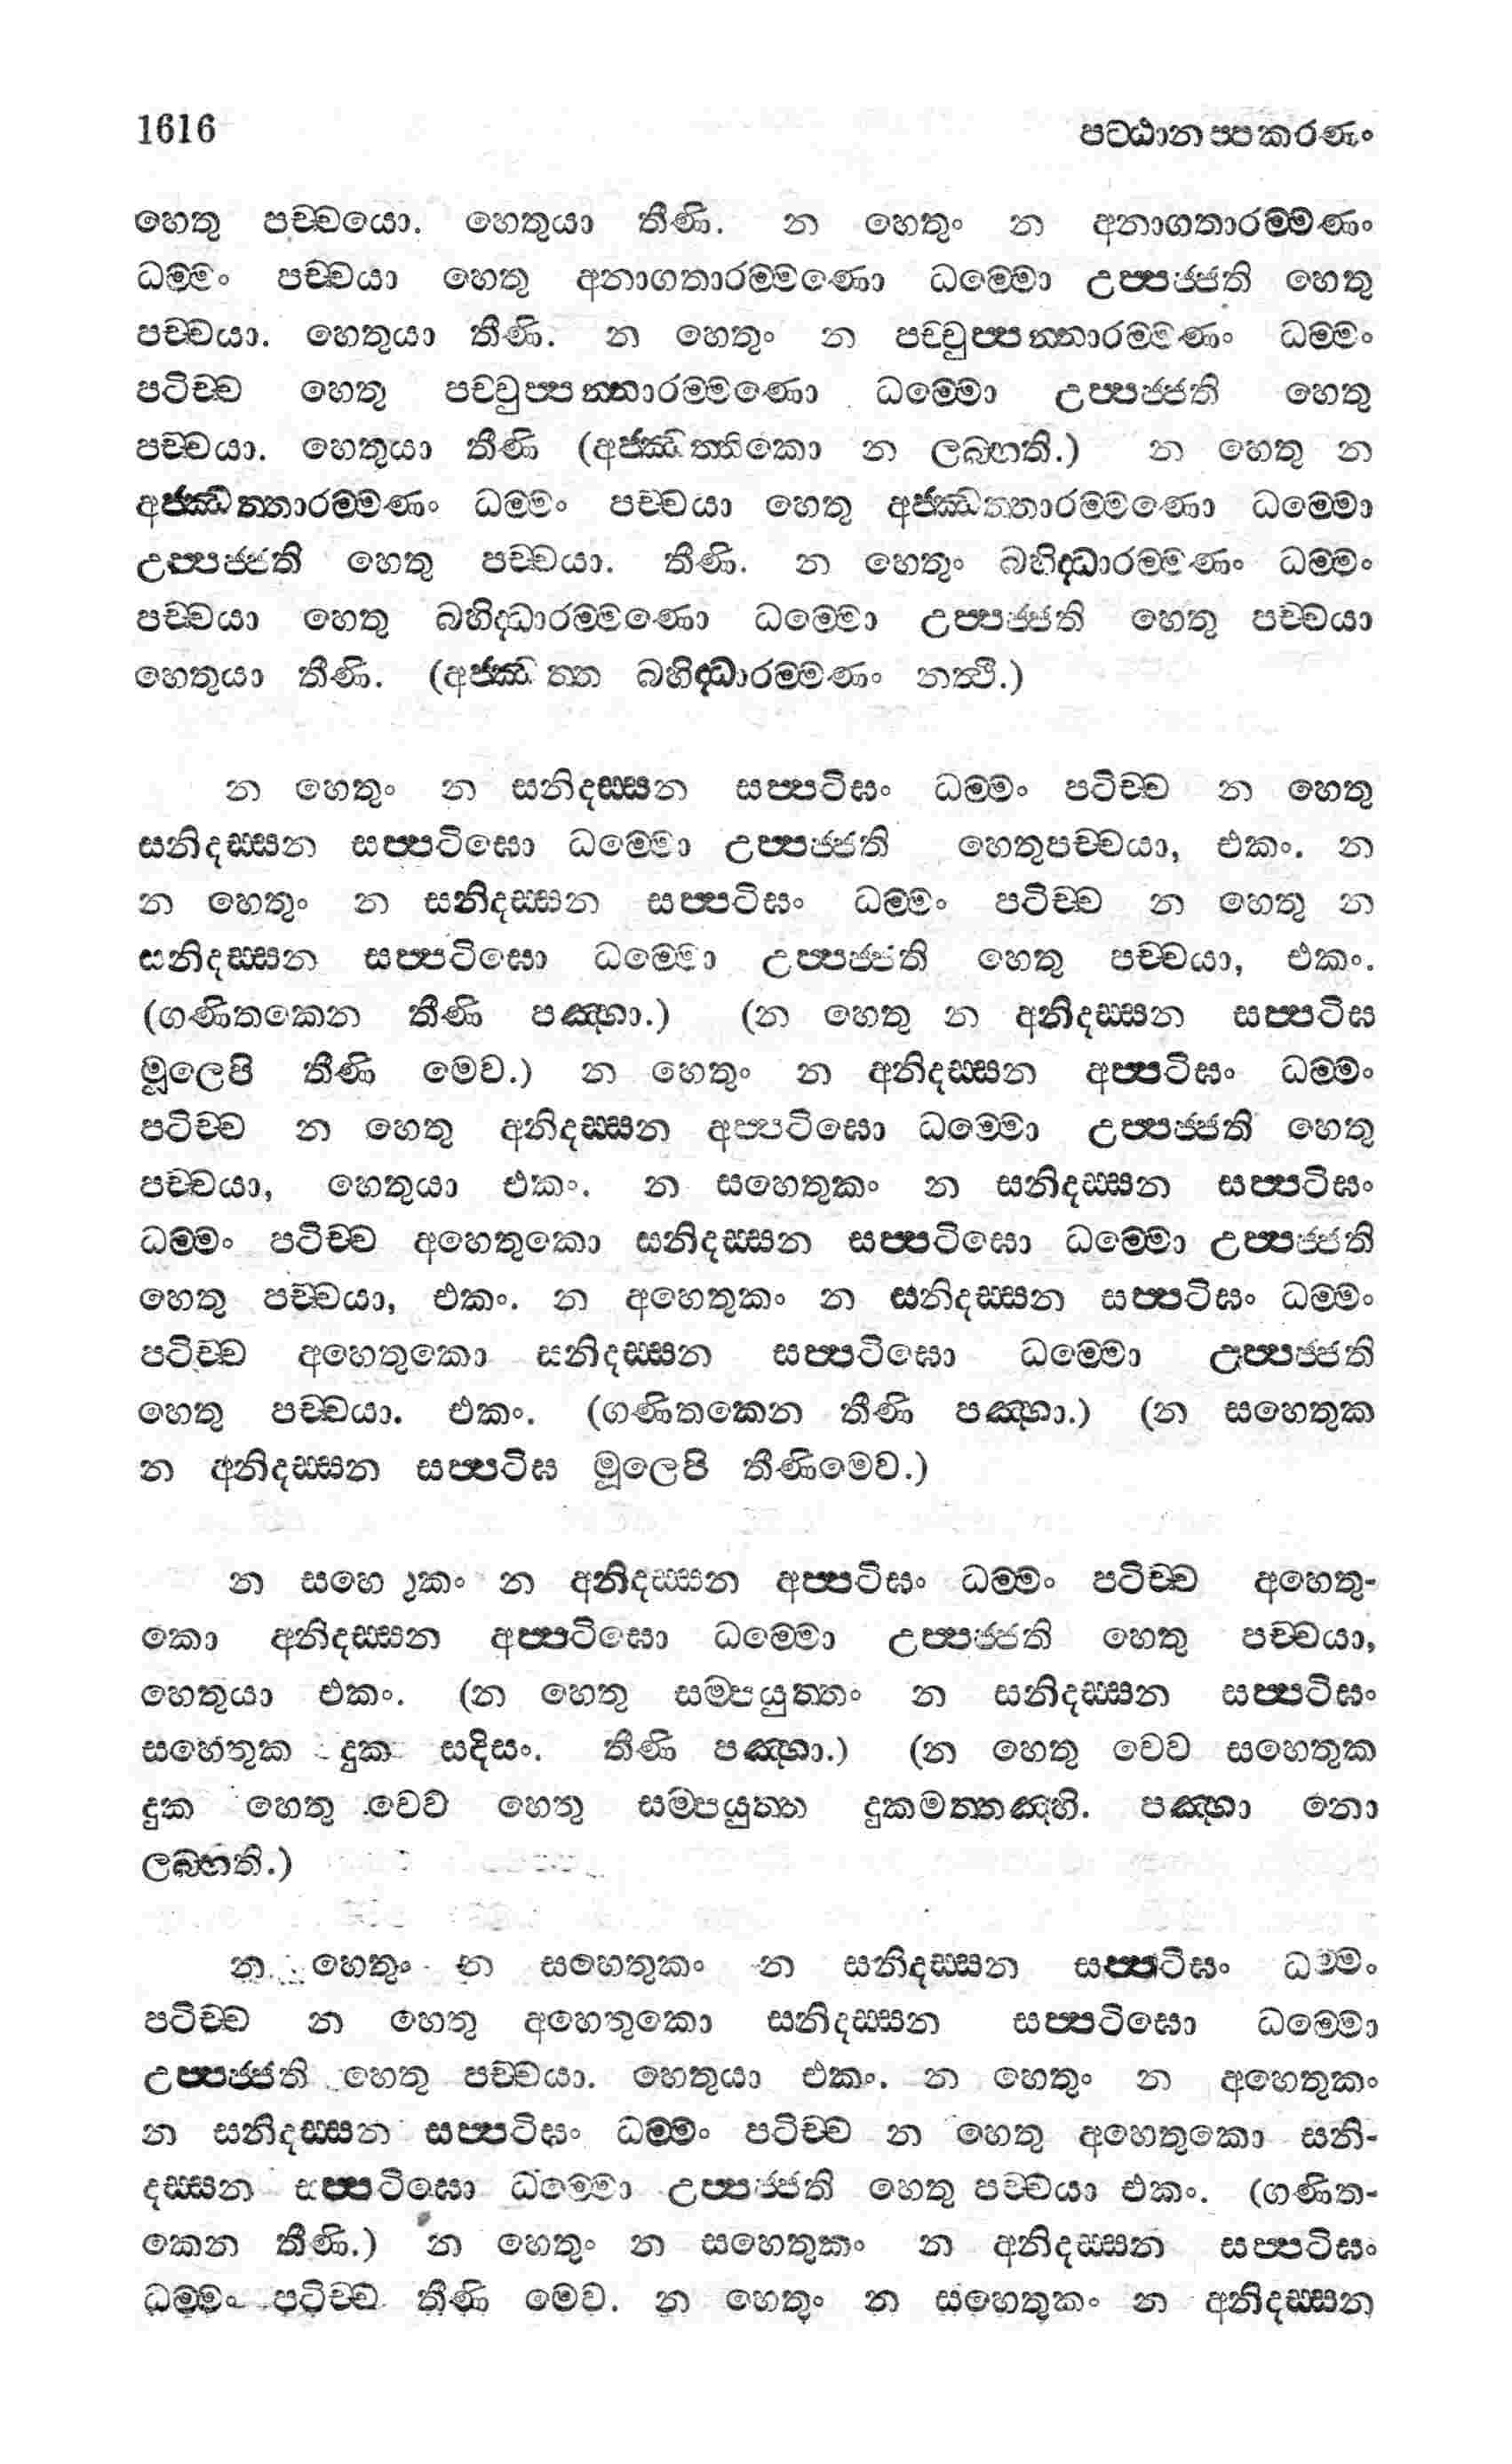 1616 පට්ඨානප්පකරණං
හෙතු පච්චයො. හෙතුයා තීණි. න හෙතුං න අනාගතාරම්මණං
ධම්මං පච්චයා හෙතු අනාගතාරම්මණො ධම්මො උප්පජ්ජති හෙතු
පච්චයා. හෙතුයා තීණි. න හෙතුං න පච්චුප්පන්නාරම්මණං ධම්මං
පටිච්ච හෙතු පච්චුප්පන්නාරම්මණො ධම්මො උප්පජ්ජති හෙතු
පච්චයා. හෙතුයා තීණි (අජ්ඣත්තිකො න ලබ්භති.) න හෙතු න
අජ්ඣත්තාරම්මණං ධම්මං පච්චයා හෙතු අජ්ඣත්තාරම්මණො ධම්මො
උප්පජ්ජති හෙතු පච්චයා. තීණි. න හෙතුං බහිද්ධාරම්මණං ධම්මං
පච්චයා හෙතු බහිද්ධාරම්මණො ධම්මො උප්පජ්ජති හෙතු පච්චයා
හෙතුයා තීණි. (අජ්ඣත්ත බහිද්ධාරම්මණං නත්ථි.)
න හෙතුං න සනිදස්සන සප්පටිඝං ධම්මං පටිච්ච න හෙතු
සනිදස්සන සප්පටිඝො ධම්මො උප්පජ්ජති හෙතුපච්චයා, එකං. න
න හෙතුං න සනිදස්සන සප්පටිඝං ධම්මං පටිච්ච න හෙතු න
සනිදස්සන සප්පටිඝො ධම්මො උප්පජ්ජති හෙතු පච්චයා, එකං.
(ගණිතකෙන තීණි පඤ්හා.) (න හෙතු න අනිදස්සන සප්පටිඝ
මූලෙපි තීණි මෙව.) න හෙතුං න අනිදස්සන අප්පටිඝං ධම්මං
පටිච්ච න හෙතු අනිදස්සන අප්පටිඝො ධම්මො උප්පජ්ජති හෙතු
පච්චයා, හෙතුයා එකං. න සහෙතුකං න සනිදස්සන සප්පටිඝං
ධම්මං පටිච්ච අහෙතුකො සනිදස්සන සප්පටිඝො ධම්මො උප්පජ්ජති
හෙතු පච්චයා, එකං. න අහෙතුකං න සනිදස්සන සප්පටිඝං ධම්මං
පටිච්ච අහෙතුකො සනිදස්සන සප්පටිඝො ධම්මො උප්පජ්ජති
හෙතු පච්චයා. එකං. (ගණිතකෙන තීණි පඤ්හා.) (න සහෙතුක
න අනිදස්සන සප්පටිඝ මූලෙපි තීණිමෙව.)
න න අනිදස්සන අප්පටිඝං ධම්මං පටිච්ච අහෙතු-
කො අනිදස්සන අප්පටිඝො ධම්මො උප්පජ්ජති හෙතු පච්චයා,
හෙතුයා එකං. (න හෙතු සම්පයුත්තං න සනිදස්සන සප්පටිඝං
සහෙතුක දුක සදිසං. තීණි පඤ්හා.) (න හෙතු චෙව සහෙතුක
දුක හෙතු චෙව හෙතු සම්පයුත්ත දුකමත්තණ්හි. පඤ්හා නො
ලබ්භති.)
න හෙතුං න සහෙතුකං න සනිදස්සන සප්පටිඝං ධම්මං
පටිච්ච න හෙතු අහෙතුකො සනිදස්සන සප්පටිඝො ධම්මො
උප්පජ්ජති හෙතු පච්චයා. හෙතුයා එකං. න හෙතුං න අහෙතුකං
න සනිදස්සන සප්පටිඝං ධම්මං පටිච්ච න හෙතු අහෙතුකො සනි-
දස්සන සප්පටිඝො ධම්මො උප්පජ්ජති හෙතු පච්චයා එකං. (ගණිත-
කෙන තීණි.) න හෙතුං න සහෙතුකං න අනිදස්සන සප්පටිඝං
ධම්මං පටිච්ච තීණි මෙව. න හෙතුං න සහෙතුකං න අනිදස්සන